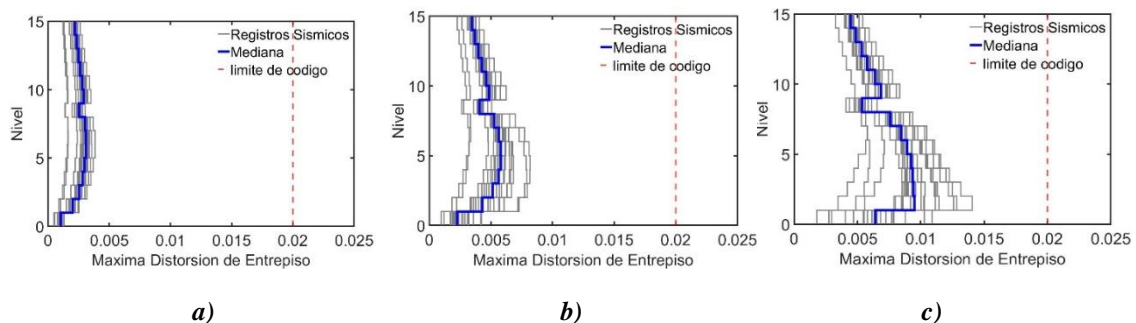 15
10
5
0
Nivel
Registros Sismicos
Mediana
limite de codigo
0
0.005
0.01
0.015
0.02
0.025
Maxima Distorsion de Entrepiso
a)
15
10
5
0
Nivel
Registros Sismicos
Mediana
limite de codigo
0
0.005
0.01
0.015
0.02
0.025
Maxima Distorsion de Entrepiso
b)
15
10
5
0
Nivel
Registros Sismicos
Mediana
limite de codigo
0
0.005
0.01
0.015
0.02
0.025
Maxima Distorsion de Entrepiso
c)